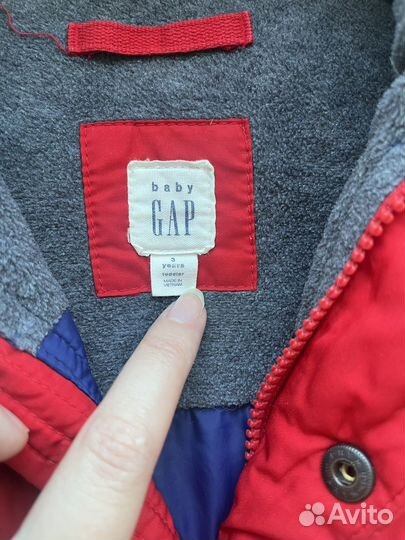 baby
GAP
3
years
toddler
MADE IN
VIETNAM
Avito